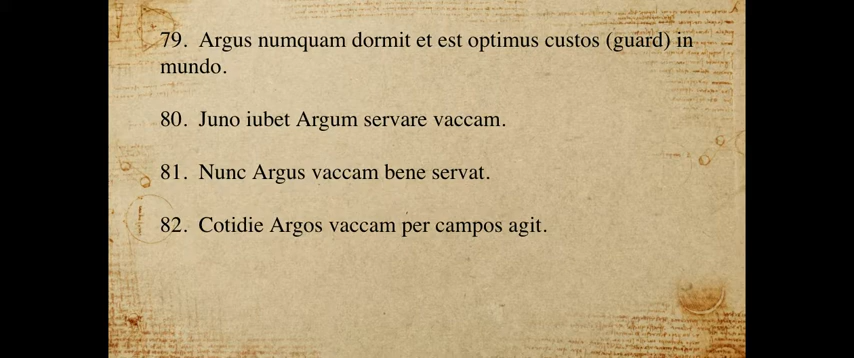 79. Argus numquam dormit et est optimus custos (guard) in
mundo.
80. Juno iubet Argum servare vaccam.
81. Nunc Argus vaccam bene servat.
82. Cotidie Argos vaccam per campos agit.